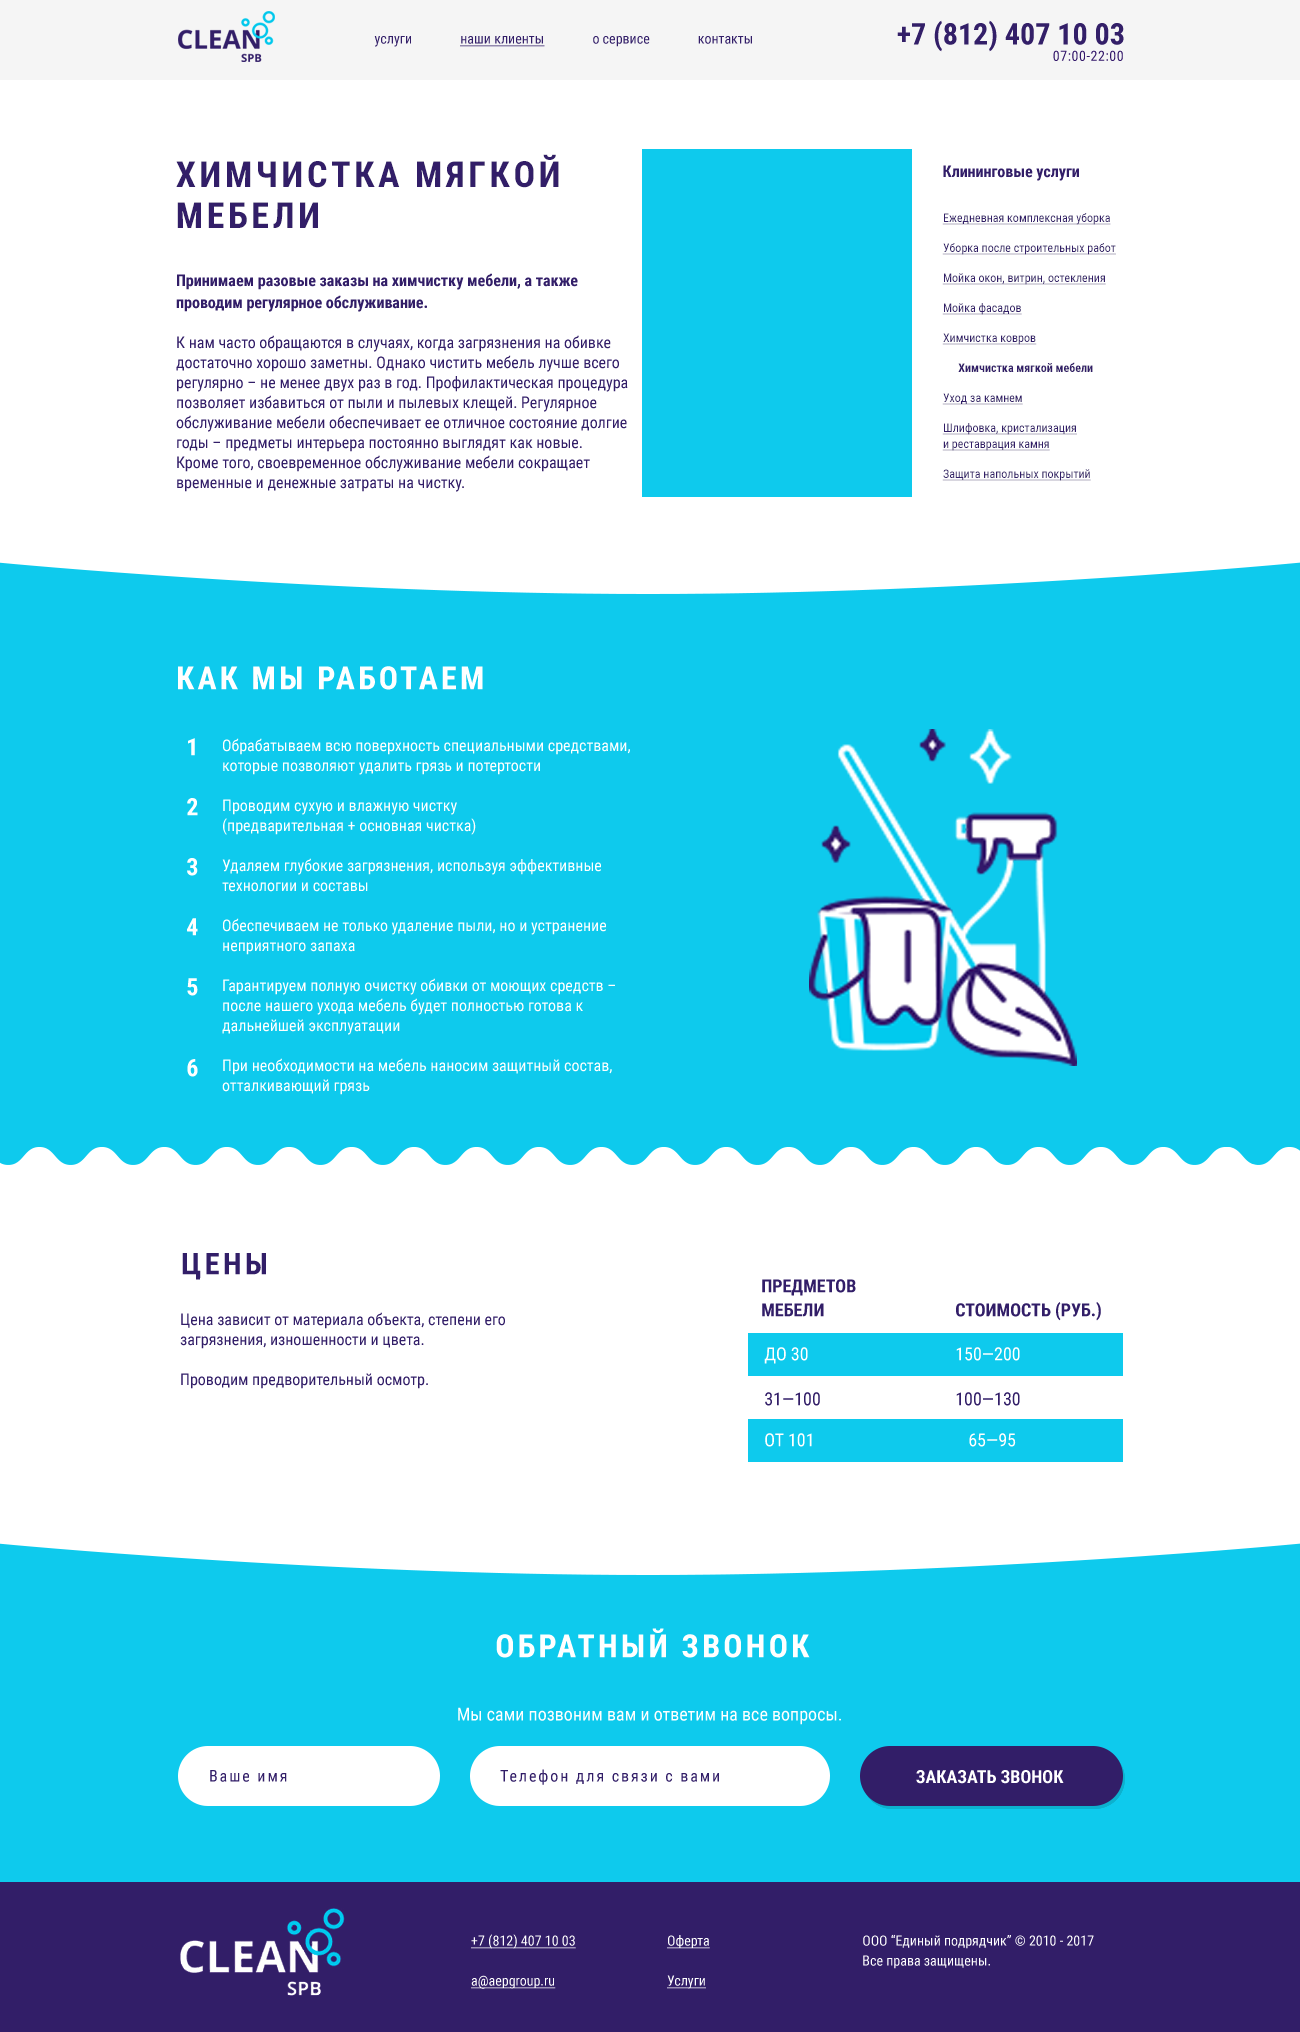 CLEAN
SPB
услуги
наши клиенты
о сервисе
контакты
+7 (812) 407 10 03
07:00-22:00
ХИМЧИСТКА МЯГКОЙ
МЕБЕЛИ
Принимаем разовые заказы на химчистку мебели, а также
проводим регулярное обслуживание.
К нам часто обращаются в случаях, когда загрязнения на обивке
достаточно хорошо заметны. Однако чистить мебель лучше всего
регулярно – не менее двух раз в год. Профилактическая процедура
позволяет избавиться от пыли и пылевых клещей. Регулярное
обслуживание мебели обеспечивает ее отличное состояние долгие
годы – предметы интерьера постоянно выглядят как новые.
Кроме того, своевременное обслуживание мебели сокращает
временные и денежные затраты на чистку.
Клининговые услуги
Ежедневная комплексная уборка
Уборка после строительных работ
Мойка окон, витрин, остекления
Мойка фасадов
Химчистка ковров
Химчистка мягкой мебели
Уход за камнем
Шлифовка, кристализация
и реставрация камня
Защита напольных покрытий
КАК МЫ РАБОТАЕМ
1 Обрабатываем всю поверхность специальными средствами,
которые позволяют удалить грязь и потертости
2 Проводим сухую и влажную чистку
(предварительная + основная чистка)
3 Удаляем глубокие загрязнения, используя эффективные
технологии и составы
4 Обеспечиваем не только удаление пыли, но и устранение
неприятного запаха
5 Гарантируем полную очистку обивки от моющих средств –
после нашего ухода мебель будет полностью готова к
дальнейшей эксплуатации
6 При необходимости на мебель наносим защитный состав,
отталкивающий грязь
ЦЕНЫ
Цена зависит от материала объекта, степени его
загрязнения, изношенности и цвета.
Проводим предворительный осмотр.
ПРЕДМЕТОВ
МЕБЕЛИ СТОИМОСТЬ (РУБ.)
ДО 30 150—200
31—100 100—130
ОТ 101 65—95
ОБРАТНЫЙ ЗВОНОК
Мы сами позвоним вам и ответим на все вопросы.
Ваше имя
Телефон для связи с вами
ЗАКАЗАТЬ ЗВОНОК
CLEAN
SPB
+7 (812) 407 10 03
a@aepgroup.ru
Оферта
Услуги
ООО “Единый подрядчик” © 2010 - 2017
Все права защищены.